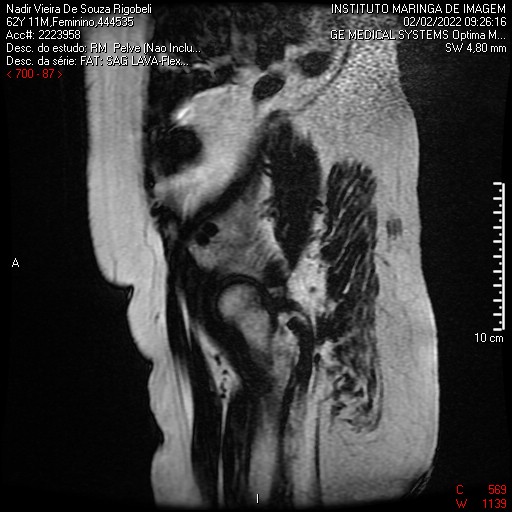 Nadir Vieira De Souza Rigobeli
62Y 11M,Feminino,444535
Acc#: 2223958
Desc. do estudo: RM Pelve (Nao Inclu...
Desc. da série: FAT: SAG LAVA-Flex...
< 700 - 87 >
INSTITUTO MARINGA DE IMAGEM
02/02/2022 09:26:16
GE MEDICAL SYSTEMS Optima M...
SW 4,80 mm
A
10 cm
I
C 569
W 1139